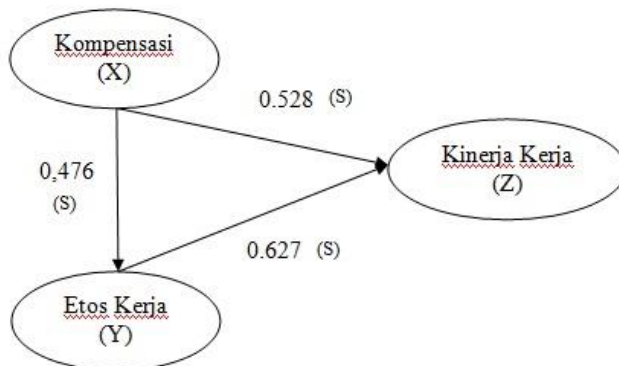 Kompensasi
(X)
0.528 (S)
Kinerja Kerja
(Z)
0,476
(S)
0.627 (S)
Etos Kerja
(Y)